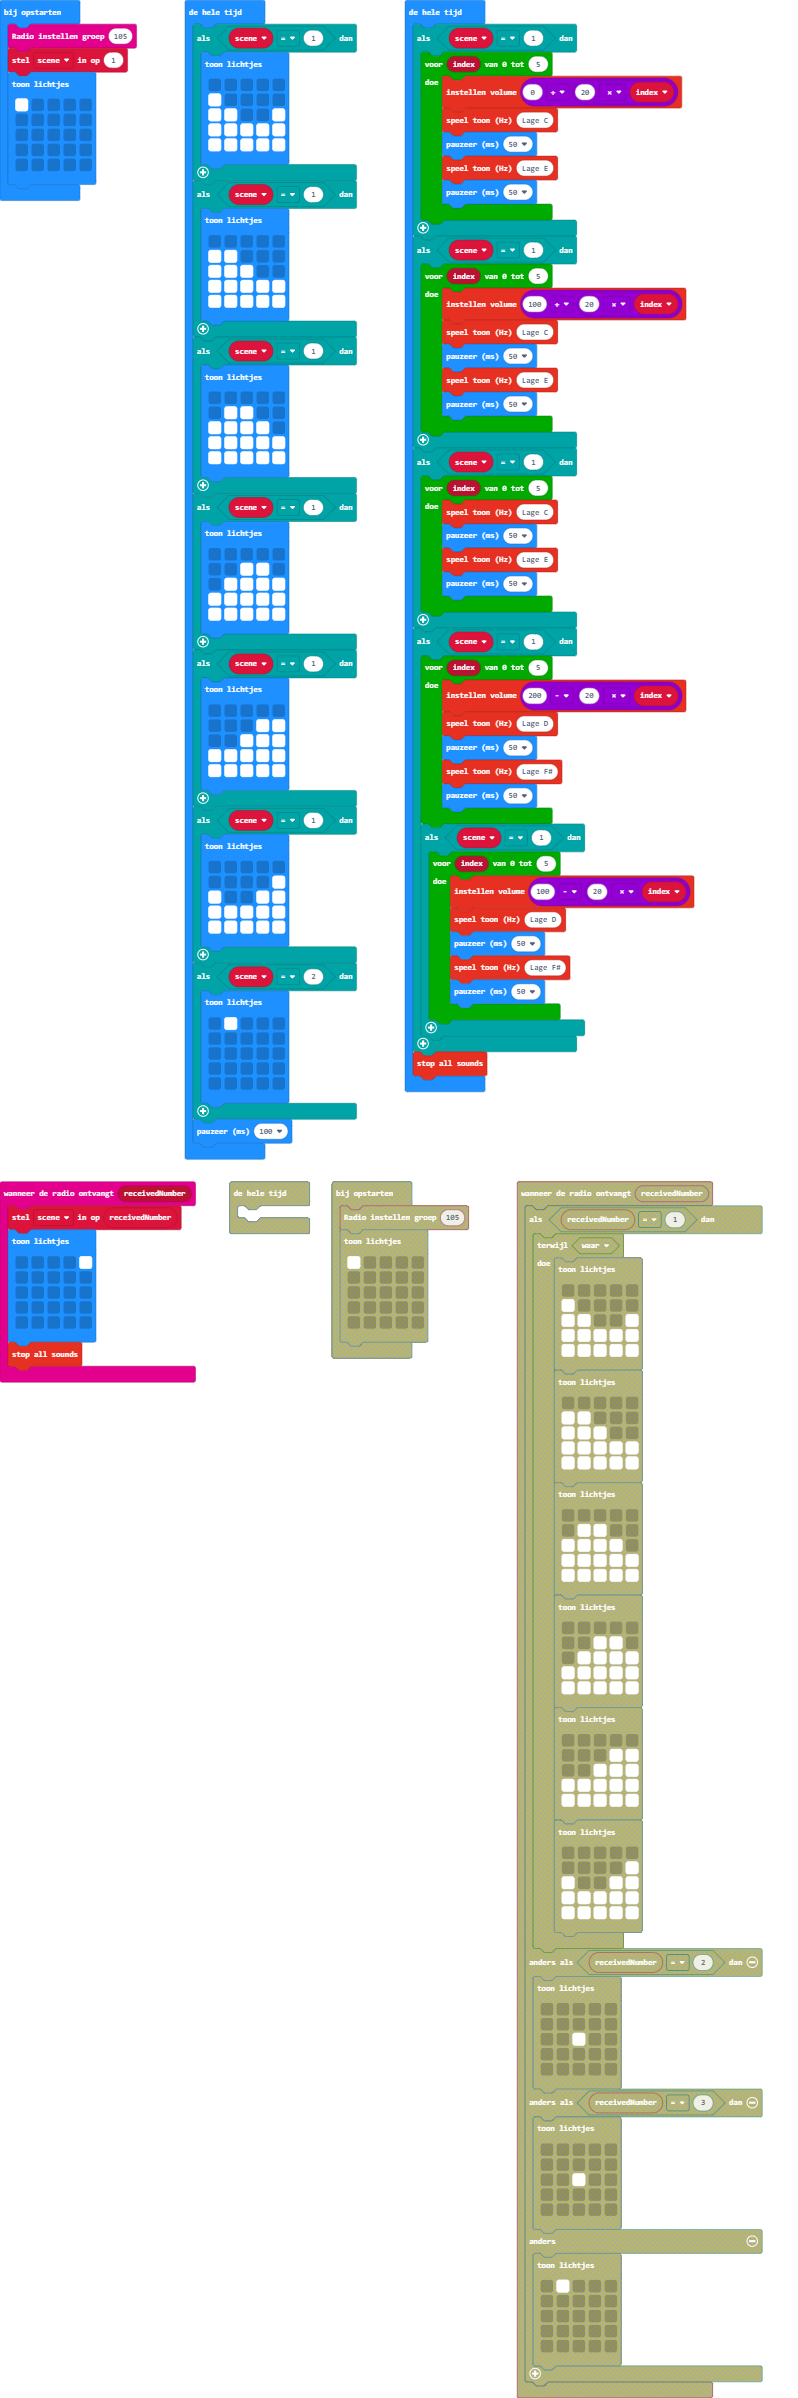 bij opstarten
Radio instellen groep 105
stel scene in op 1
toon lichtjes
de hele tijd
als scene = 1 dan
toon lichtjes
als scene = 1 dan
toon lichtjes
als scene = 1 dan
toon lichtjes
als scene = 1 dan
toon lichtjes
als scene = 1 dan
toon lichtjes
als scene = 1 dan
toon lichtjes
als scene = 2 dan
toon lichtjes
pauzeer (ms) 100
de hele tijd
als scene = 1 dan
voor index van 0 tot 5
doe
instellen volume 0 + 20 × index
speel toon (Hz) Lage C
pauzeer (ms) 50
speel toon (Hz) Lage E
pauzeer (ms) 50
als scene = 1 dan
voor index van 0 tot 5
doe
instellen volume 100 + 20 × index
speel toon (Hz) Lage C
pauzeer (ms) 50
speel toon (Hz) Lage E
pauzeer (ms) 50
als scene = 1 dan
voor index van 0 tot 5
doe
speel toon (Hz) Lage C
pauzeer (ms) 50
speel toon (Hz) Lage E
pauzeer (ms) 50
als scene = 1 dan
voor index van 0 tot 5
doe
instellen volume 200 - 20 × index
speel toon (Hz) Lage D
pauzeer (ms) 50
speel toon (Hz) Lage F#
pauzeer (ms) 50
als scene = 1 dan
voor index van 0 tot 5
doe
instellen volume 100 - 20 × index
speel toon (Hz) Lage D
pauzeer (ms) 50
speel toon (Hz) Lage F#
pauzeer (ms) 50
stop all sounds
wanneer de radio ontvangt receivedNumber
stel scene in op receivedNumber
toon lichtjes
stop all sounds
de hele tijd
bij opstarten
Radio instellen groep 105
toon lichtjes
wanneer de radio ontvangt receivedNumber
als receivedNumber = 1 dan
terwijl waar
doe
toon lichtjes
toon lichtjes
toon lichtjes
toon lichtjes
toon lichtjes
toon lichtjes
anders als receivedNumber = 2 dan
toon lichtjes
anders als receivedNumber = 3 dan
toon lichtjes
anders
toon lichtjes